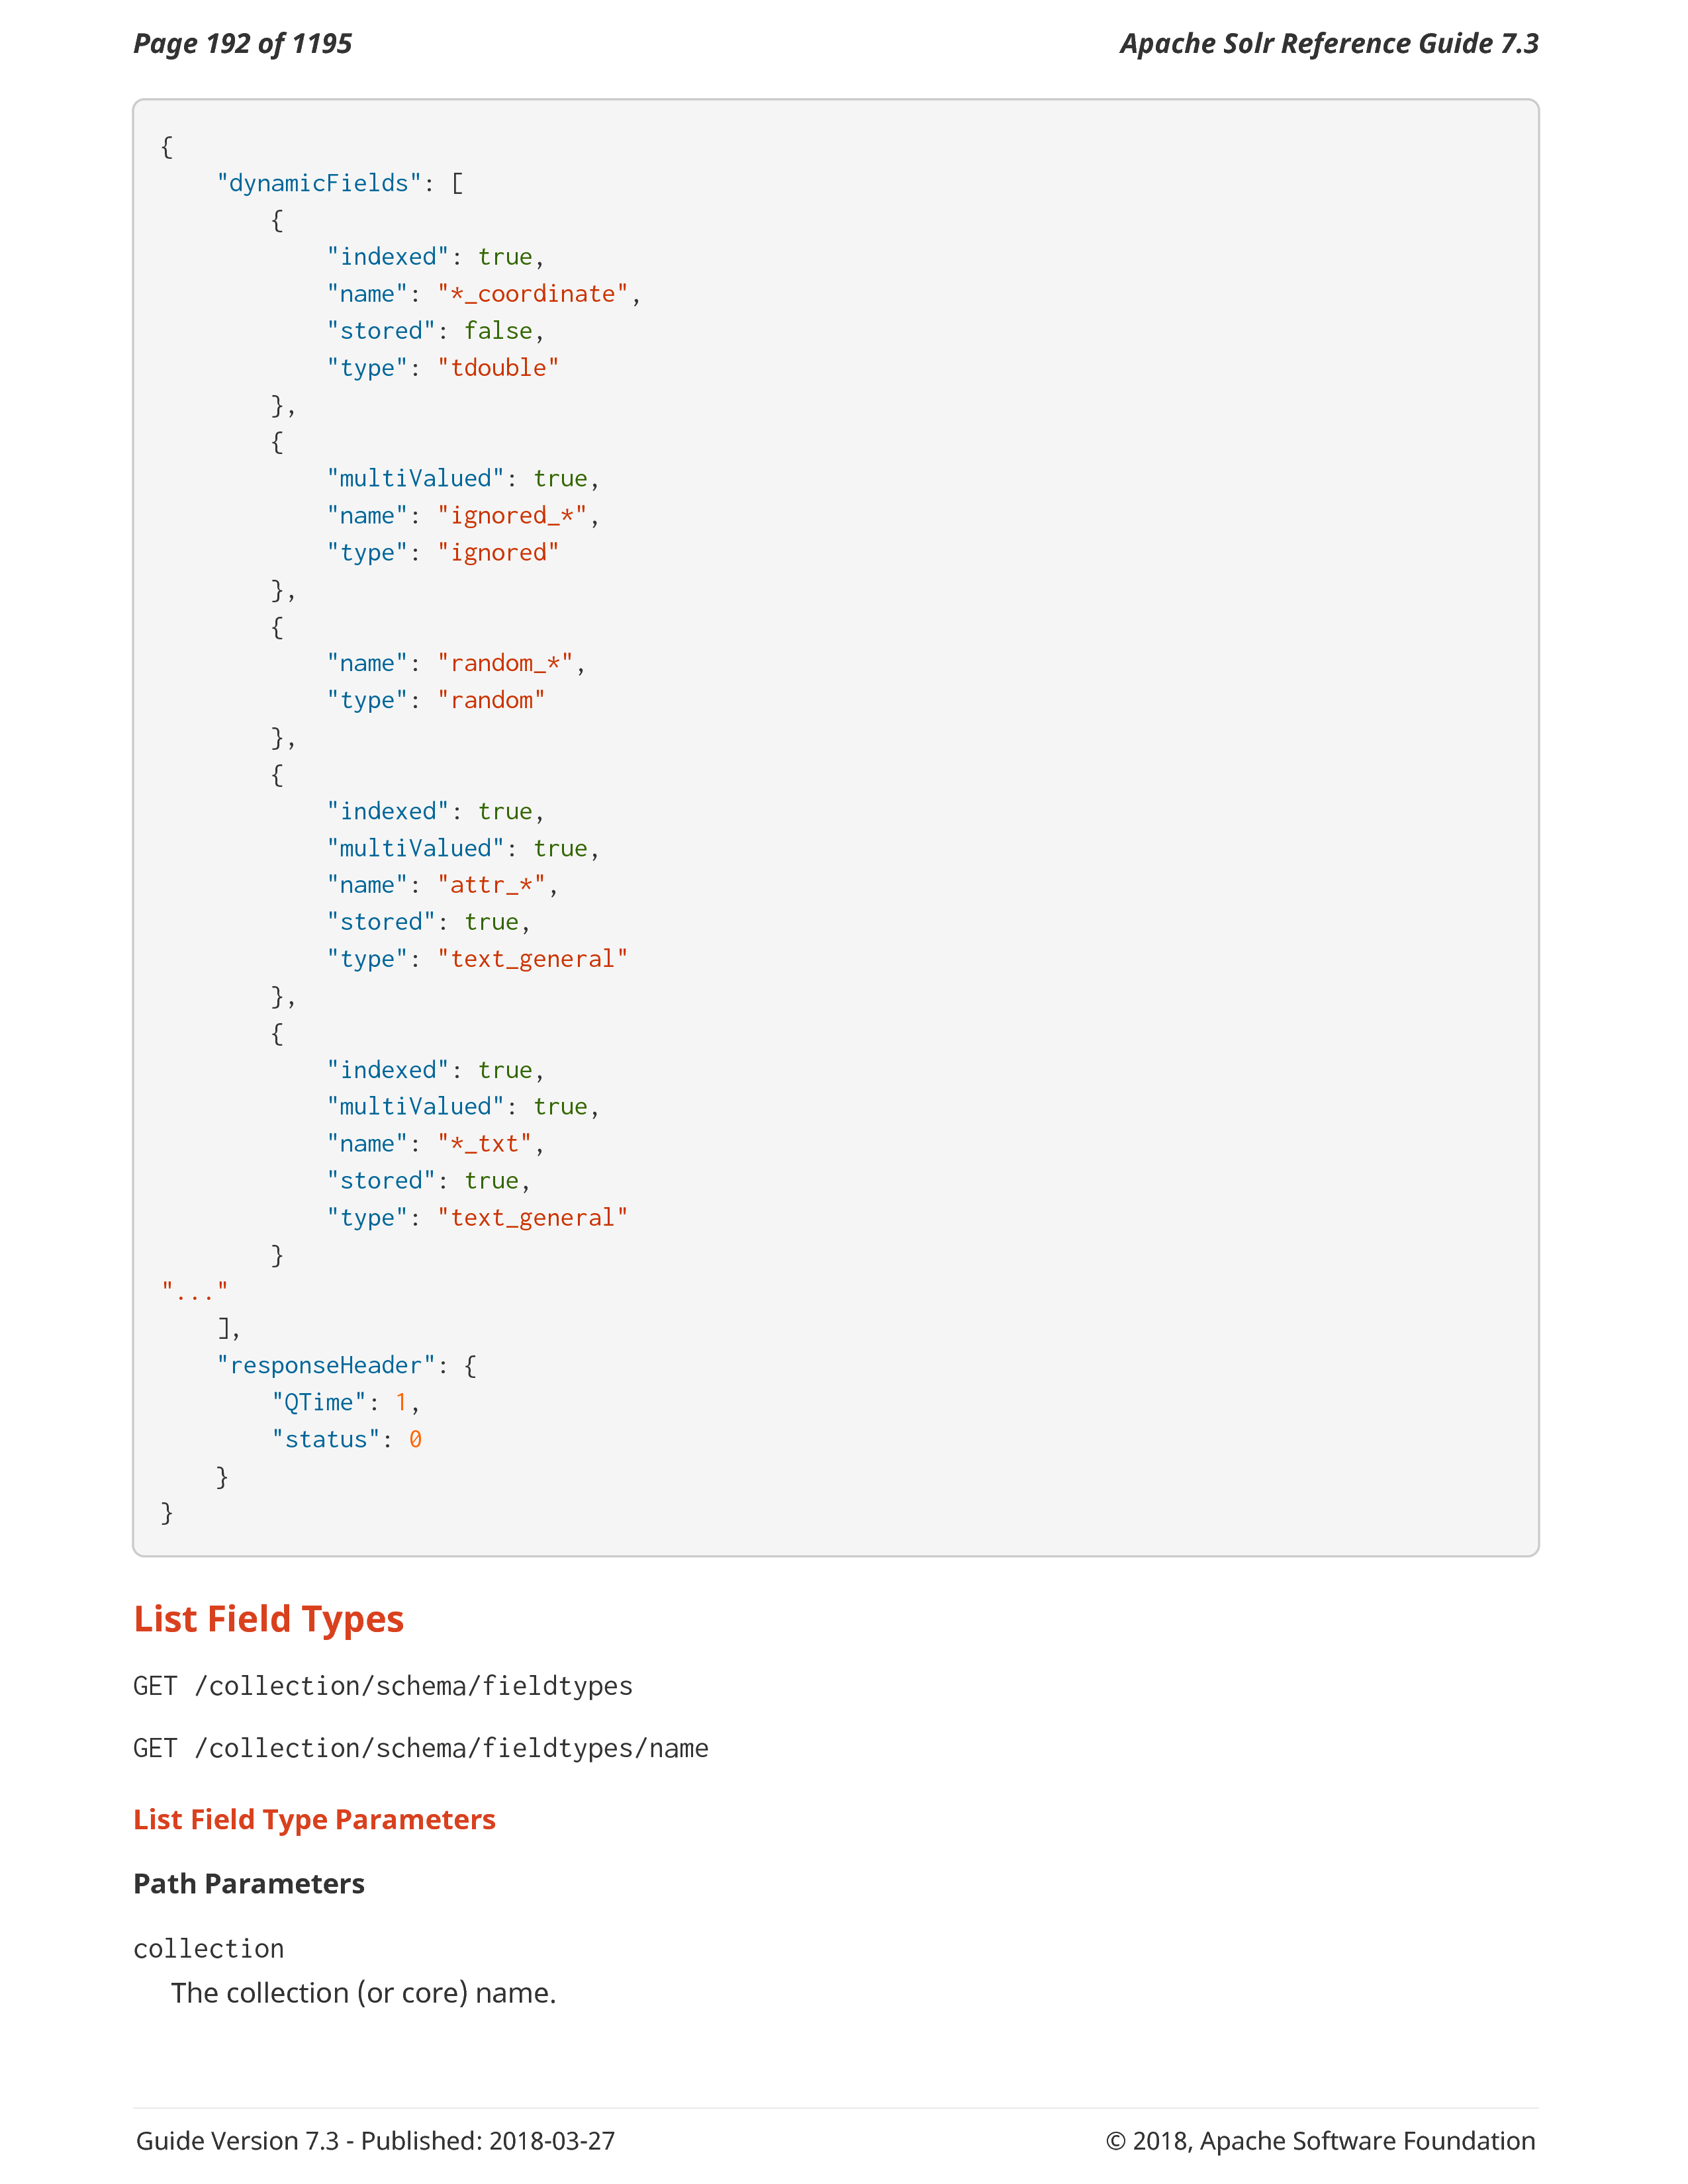 Page 192 of 1195
Apache Solr Reference Guide 7.3
{
    "dynamicFields": [
        {
            "indexed": true,
            "name": "*_coordinate",
            "stored": false,
            "type": "tdouble"
        },
        {
            "multiValued": true,
            "name": "ignored_*",
            "type": "ignored"
        },
        {
            "name": "random_*",
            "type": "random"
        },
        {
            "indexed": true,
            "multiValued": true,
            "name": "attr_*",
            "stored": true,
            "type": "text_general"
        },
        {
            "indexed": true,
            "multiValued": true,
            "name": "*_txt",
            "stored": true,
            "type": "text_general"
        }
"..."
    ],
    "responseHeader": {
        "QTime": 1,
        "status": 0
    }
}
List Field Types
GET /collection/schema/fieldtypes
GET /collection/schema/fieldtypes/name
List Field Type Parameters
Path Parameters
collection
The collection (or core) name.
Guide Version 7.3 - Published: 2018-03-27
© 2018, Apache Software Foundation